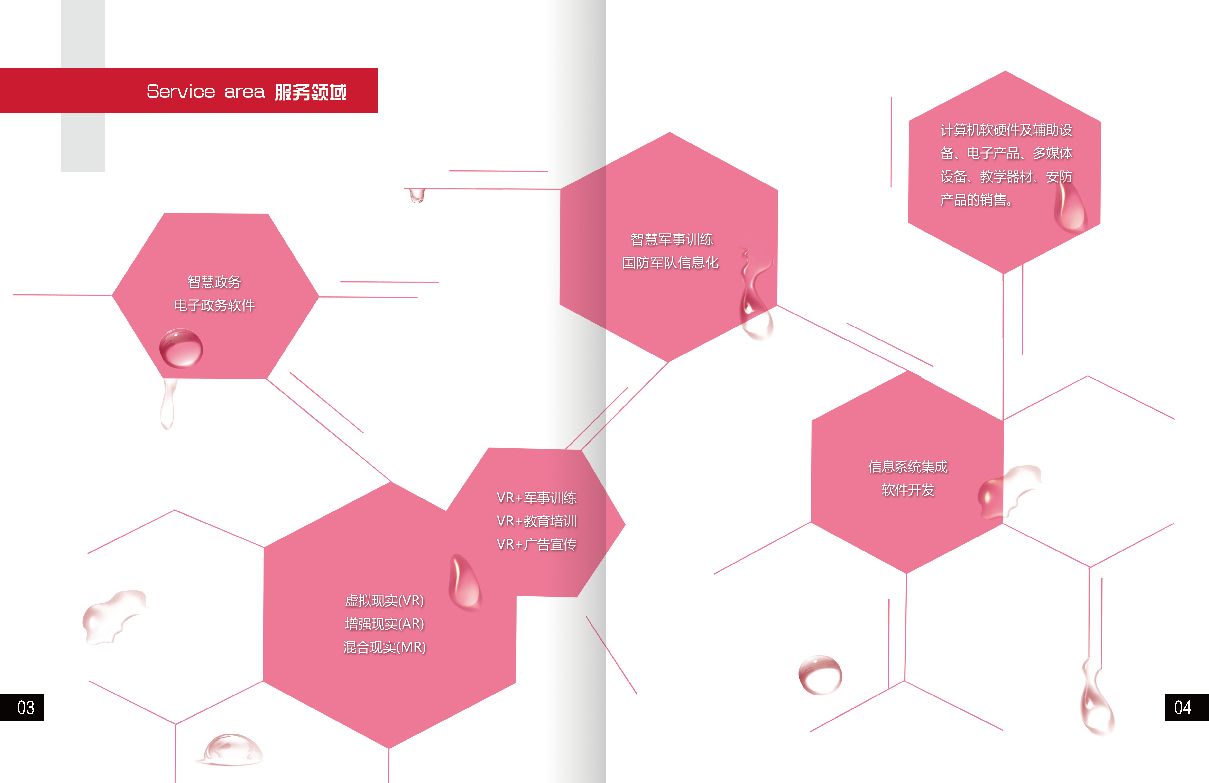 Service area 服务领域
智慧政务
电子政务软件
智慧军事训练
国防军队信息化
计算机软硬件及辅助设
备、电子产品、多媒体
设备、教学器材、安防
产品的销售。
VR+军事训练
VR+教育培训
VR+广告宣传
信息系统集成
软件开发
虚拟现实(VR)
增强现实(AR)
混合现实(MR)
03
04